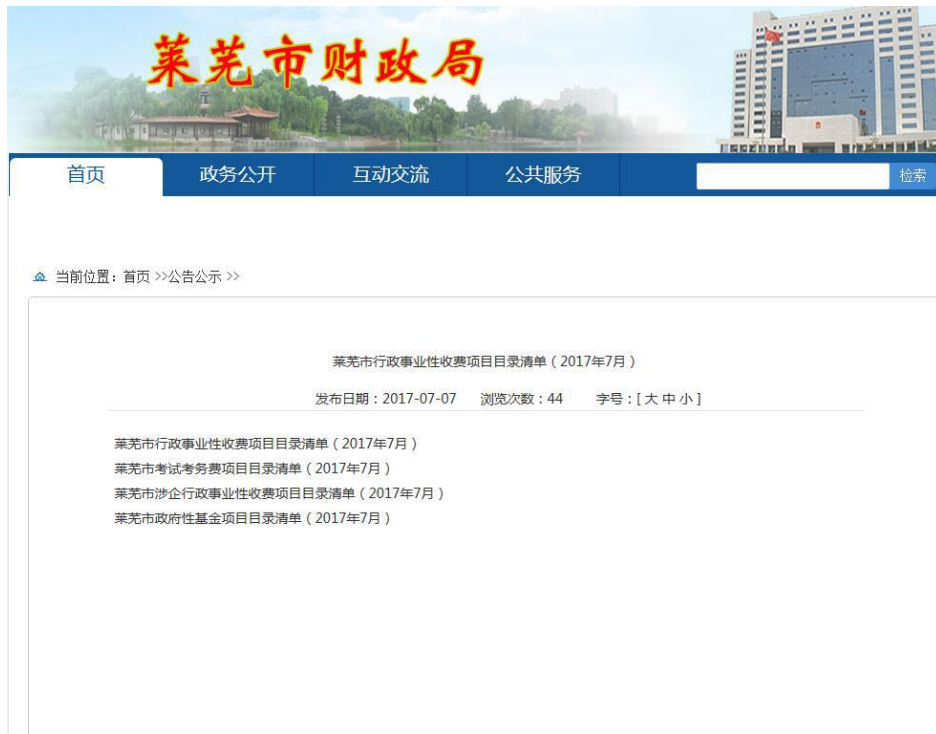 莱芜市财政局
首页 政务公开 互动交流 公共服务 检索
当前位置：首页 >>公告公示 >>
莱芜市行政事业性收费项目目录清单（2017年7月）
发布日期：2017-07-07 浏览次数：44 字号：[ 大 中 小 ]
莱芜市行政事业性收费项目目录清单（2017年7月）
莱芜市考试考务费项目目录清单（2017年7月）
莱芜市涉企行政事业性收费项目目录清单（2017年7月）
莱芜市政府性基金项目目录清单（2017年7月）